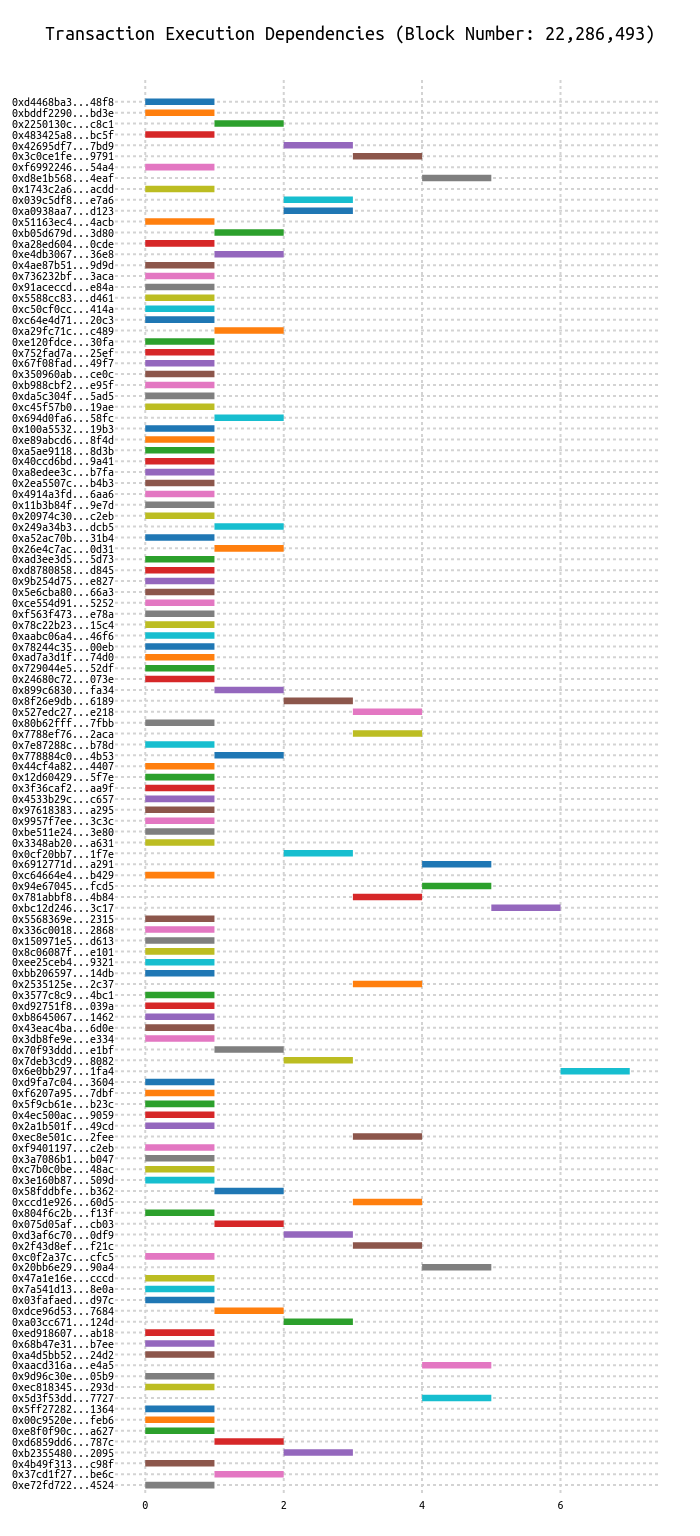 Transaction Execution Dependencies (Block Number: 22,286,493)
0xd4468ba3...48f8
0xbddf2290...bd3e
0x2250130c...c8c1
0x483425a8...bc5f
0x42695df7...7bd9
0x3c0ce1fe...9791
0xf6992246...54a4
0xd8e1b568...4eaf
0x1743c2a6...acdd
0x039c5df8...e7a6
0xa0938aa7...d123
0x51163ec4...4acb
0xb05d679d...3d80
0xa28ed604...0cde
0xe4db3067...36e8
0x4ae87b51...9d9d
0x736232bf...3aca
0x91aceccd...e84a
0x5588cc83...d461
0xc50cf0cc...414a
0xc64e4d71...20c3
0xa29fc71c...c489
0xe120fdce...30fa
0x752fad7a...25ef
0x67f08fad...49f7
0x350960ab...ce0c
0xb988cbf2...e95f
0xda5c304f...5ad5
0xc45f57b0...19ae
0x694d0fa6...58fc
0x100a5532...19b3
0xe89abcd6...8f4d
0xa5ae9118...8d3b
0x40ccd6bd...9a41
0xa8edee3c...b7fa
0x2ea5507c...b4b3
0x4914a3fd...6aa6
0x11b3b84f...9e7d
0x20974c30...c2eb
0x249a34b3...dcb5
0xa52ac70b...31b4
0x26e4c7ac...0d31
0xad3ee3d5...5d73
0xd8780858...d845
0x9b254d75...e827
0x5e6cba80...66a3
0xce554d91...5252
0xf563f473...e78a
0x78c22b23...15c4
0xaabc06a4...46f6
0x78244c35...00eb
0xad7a3d1f...74d0
0x729044e5...52df
0x24680c72...073e
0x899c6830...fa34
0x8f26e9db...6189
0x527edc27...e218
0x80b62fff...7fbb
0x7788ef76...2aca
0x7e87288c...b78d
0x778884c0...4b53
0x44cf4a82...4407
0x12d60429...5f7e
0x3f36caf2...aa9f
0x4533b29c...c657
0x97618383...a295
0x9957f7ee...3c3c
0xbe511e24...3e80
0x3348ab20...a631
0x0cf20bb7...1f7e
0x6912771d...a291
0xc64664e4...b429
0x94e67045...fcd5
0x781abbf8...4b84
0xbc12d246...3c17
0x5568369e...2315
0x336c0018...2868
0x150971e5...d613
0x8c06087f...e101
0xee25ceb4...9321
0xbb206597...14db
0x2535125e...2c37
0x3577c8c9...4bc1
0xd92751f8...039a
0xb8645067...1462
0x43eac4ba...6d0e
0x3db8fe9e...e334
0x70f93ddd...e1bf
0x7deb3cd9...8082
0x6e0bb297...1fa4
0xd9fa7c04...3604
0xf6207a95...7dbf
0x5f9cb61e...b23c
0x4ec500ac...9059
0x2a1b501f...49cd
0xec8e501c...2fee
0xf9401197...c2eb
0x3a7086b1...b047
0xc7b0c0be...48ac
0x3e160b87...509d
0x58fddbfe...b362
0xccd1e926...60d5
0x804f6c2b...f13f
0x075d05af...cb03
0xd3af6c70...0df9
0x2f43d8ef...f21c
0xc0f2a37c...cfc5
0x20bb6e29...90a4
0x47a1e16e...cccd
0x7a541d13...8e0a
0x03fafaed...d97c
0xdce96d53...7684
0xa03cc671...124d
0xed918607...ab18
0x68b47e31...b7ee
0xa4d5bb52...24d2
0xaacd316a...e4a5
0x9d96c30e...05b9
0xec818345...293d
0x5d3f53dd...7727
0x5ff27282...1364
0x00c9520e...feb6
0xe8f0f90c...a627
0xd6859dd6...787c
0xb2355480...2095
0x4b49f313...c98f
0x37cd1f27...be6c
0xe72fd722...4524
0 2 4 6